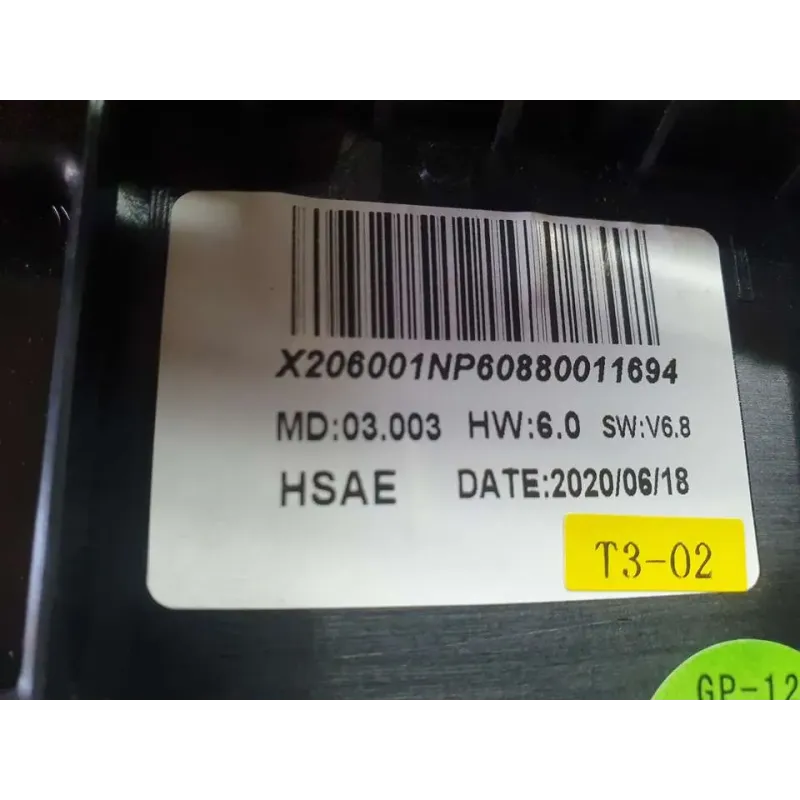 X206001NP60880011694
MD:03.003 HW:6.0 SW:V6.8
HSAE DATE:2020/06/18
T3-02
GP-12